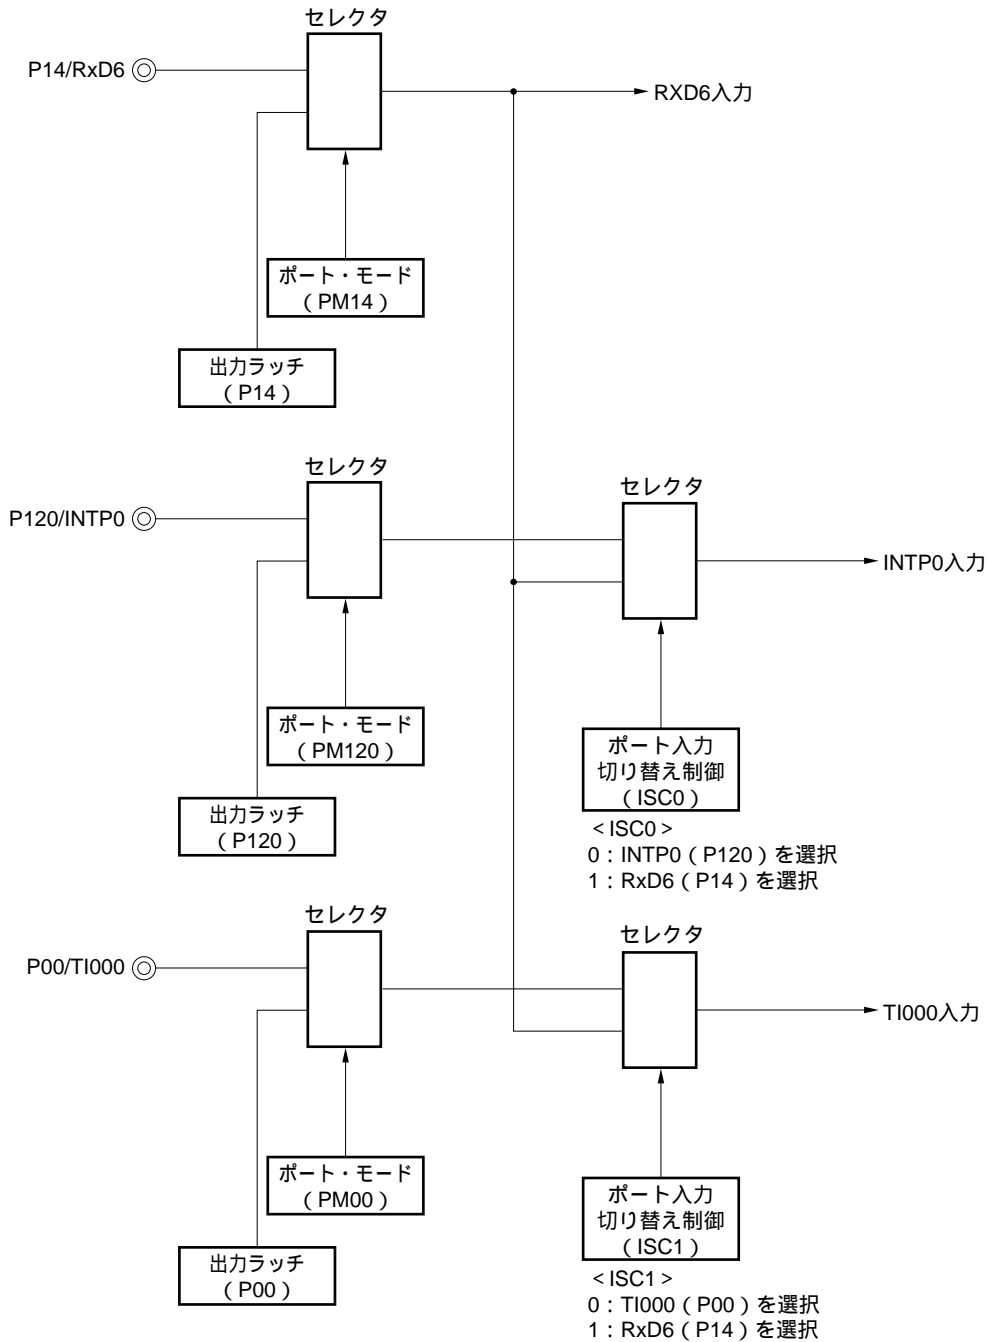 セレクタ
P14/RxD6
RXD6入力
ポート・モード
（PM14）
出力ラッチ
（P14）
セレクタ
セレクタ
P120/INTP0
INTP0入力
ポート・モード
（PM120）
ポート入力
切り替え制御
（ISC0）
出力ラッチ
（P120）
＜ISC0＞
0：INTP0（P120）を選択
1：RxD6（P14）を選択
セレクタ
セレクタ
P00/TI000
TI000入力
ポート・モード
（PM00）
ポート入力
切り替え制御
（ISC1）
出力ラッチ
（P00）
＜ISC1＞
0：TI000（P00）を選択
1：RxD6（P14）を選択